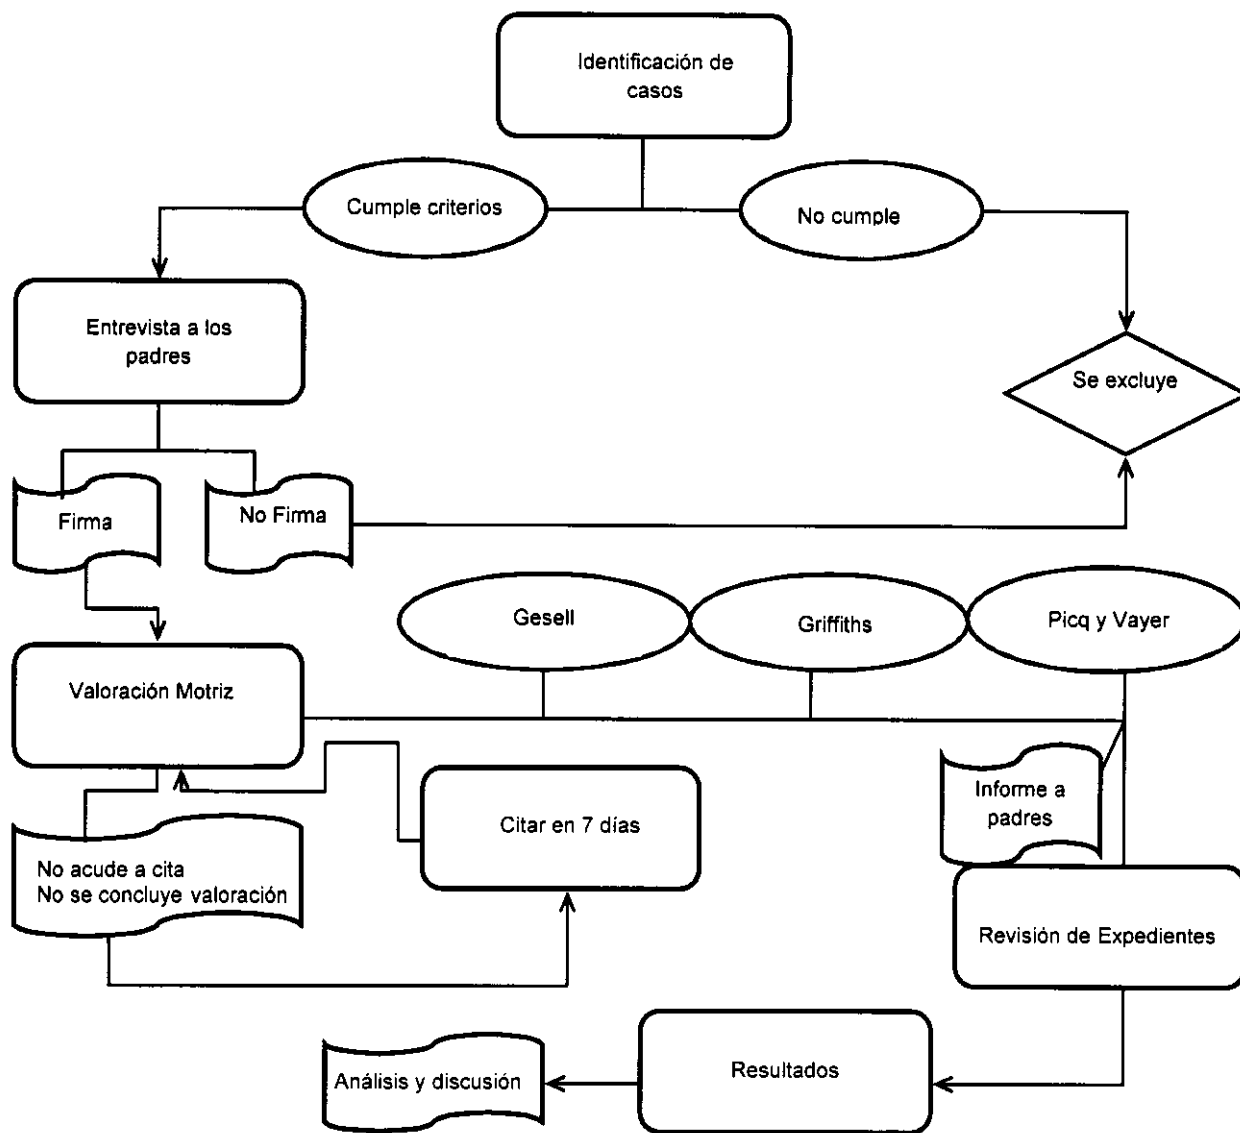 Identificación de
casos
Cumple criterios
No cumple
Entrevista a los
padres
Se excluye
Firma
No Firma
Gesell
Griffiths
Picq y Vayer
Valoración Motriz
Informe a
padres
Citar en 7 días
No acude a cita
No se concluye valoración
Revisión de Expedientes
Resultados
Análisis y discusión